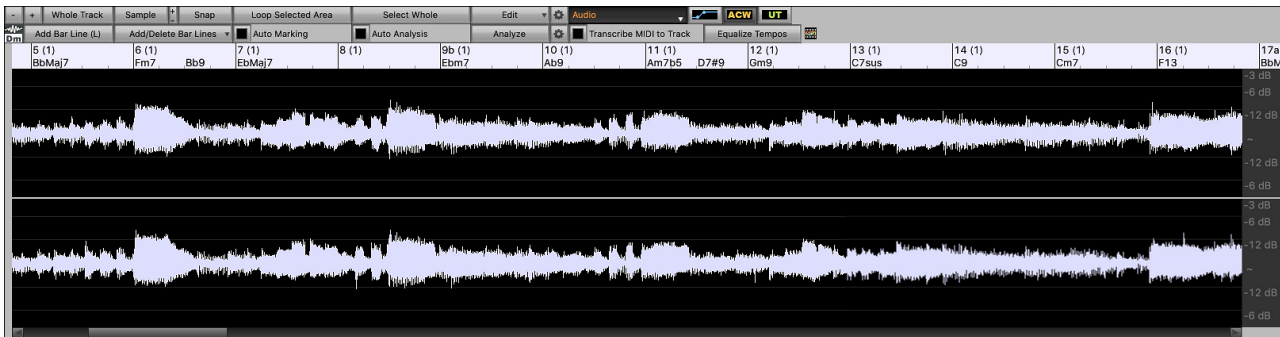 - + Whole Track Sample + - Snap Loop Selected Area Select Whole Edit Audio ACW UT
Dm Add Bar Line (L) Add/Delete Bar Lines Auto Marking Auto Analysis Analyze Transcribe MIDI to Track Equalize Tempos
5 (1) 6 (1) 7 (1) 8 (1) 9b (1) 10 (1) 11 (1) 12 (1) 13 (1) 14 (1) 15 (1) 16 (1) 17a
BbMaj7 Fm7 Bb9 EbMaj7 Ebm7 Ab9 Am7b5 D7#9 Gm9 C7sus C9 Cm7 F13 BbM
-3 dB
-6 dB
-12 dB
~
-12 dB
-6 dB
-3 dB
-6 dB
-12 dB
~
-12 dB
-6 dB